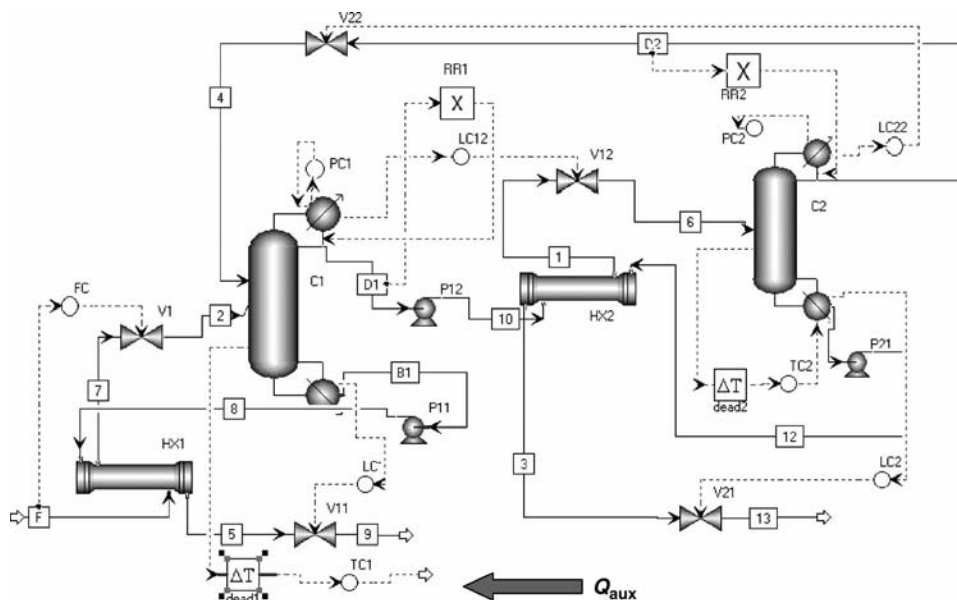 V22
D2
RR1
X
X
RR2
4
PC2
LC22
LC12
PC1
V12
C2
6
C1
1
FC
V1
D1
P12
HX2
2
10
P21
TC2
B1
ΔT
7
dead2
8
P11
12
HX1
3
LC2
LC
V21
V11
F
5
9
13
TC1
ΔT
dead1
Qaux